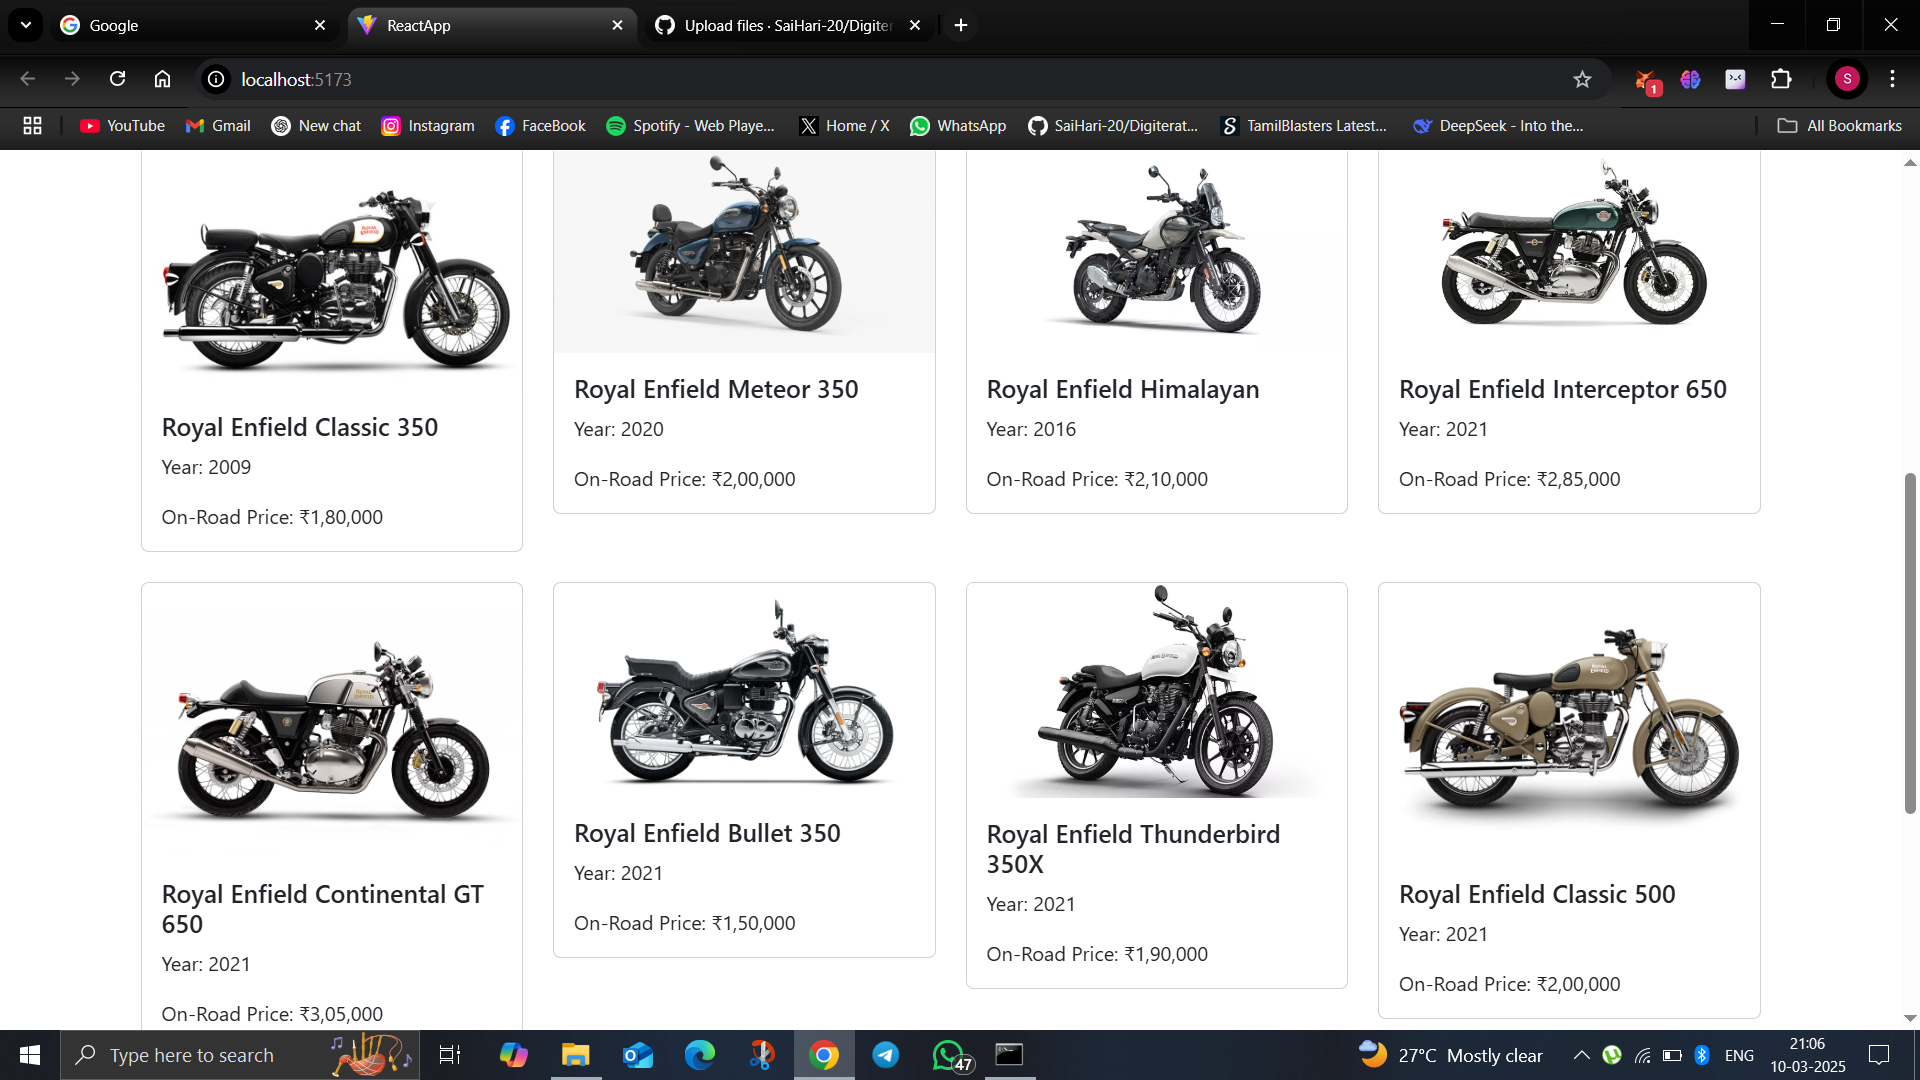 Google
ReactApp
Upload files · SaiHari-20/Digiter
localhost:5173
1
S
YouTube
Gmail
New chat
Instagram
FaceBook
Spotify - Web Playe...
Home / X
WhatsApp
SaiHari-20/Digiterat...
TamilBlasters Latest...
DeepSeek - Into the...
All Bookmarks
Royal Enfield Classic 350
Year: 2009
On-Road Price: ₹1,80,000
Royal Enfield Meteor 350
Year: 2020
On-Road Price: ₹2,00,000
Royal Enfield Himalayan
Year: 2016
On-Road Price: ₹2,10,000
Royal Enfield Interceptor 650
Year: 2021
On-Road Price: ₹2,85,000
Royal Enfield Continental GT
650
Year: 2021
On-Road Price: ₹3,05,000
Royal Enfield Bullet 350
Year: 2021
On-Road Price: ₹1,50,000
Royal Enfield Thunderbird
350X
Year: 2021
On-Road Price: ₹1,90,000
ROYAL
ENFIELD
Royal Enfield Classic 500
Year: 2021
On-Road Price: ₹2,00,000
Type here to search
47
27°C Mostly clear
ENG
21:06
10-03-2025